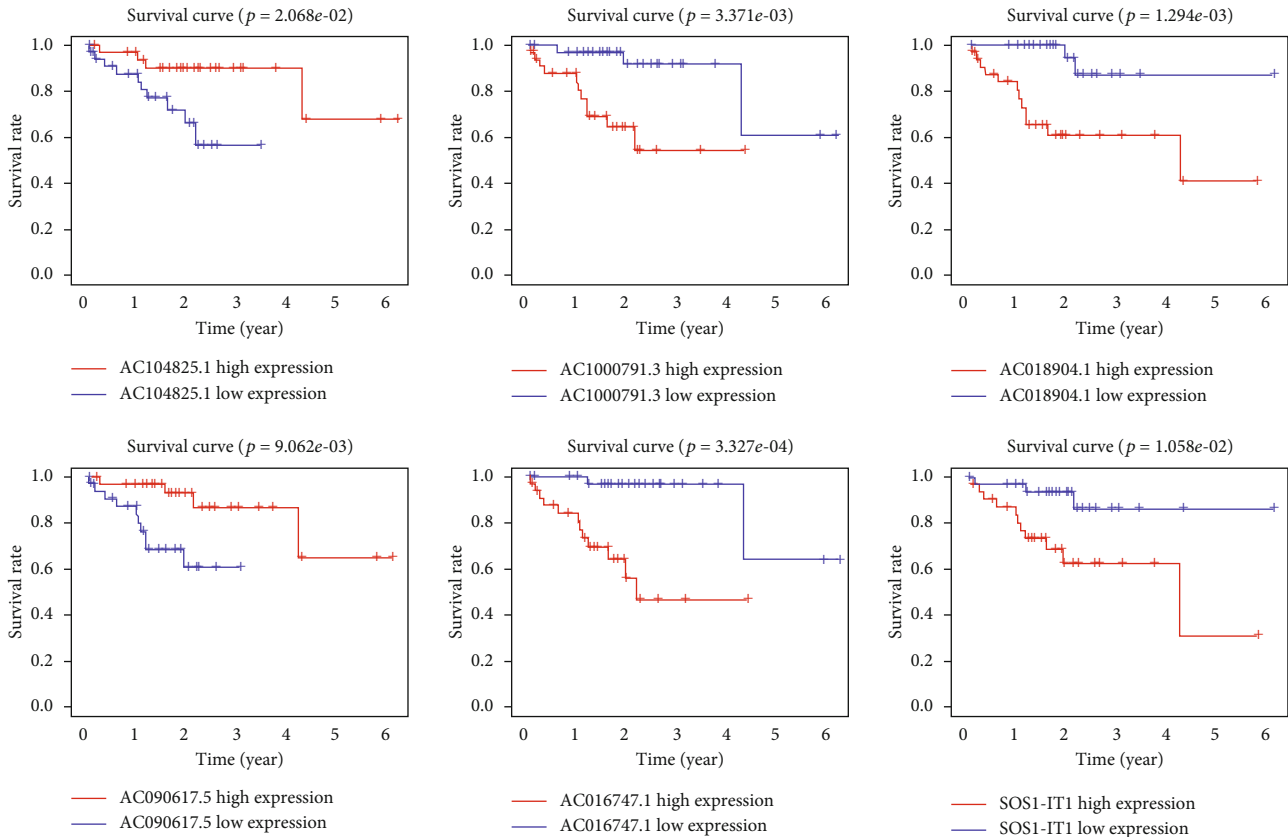 Survival curve (p = 2.068e-02)
1.0
0.8
0.6
0.4
0.2
0.0
Survival rate
0 1 2 3 4 5 6
Time (year)
AC104825.1 high expression
AC104825.1 low expression
Survival curve (p = 3.371e-03)
1.0
0.8
0.6
0.4
0.2
0.0
Survival rate
0 1 2 3 4 5 6
Time (year)
AC1000791.3 high expression
AC1000791.3 low expression
Survival curve (p = 1.294e-03)
1.0
0.8
0.6
0.4
0.2
0.0
Survival rate
0 1 2 3 4 5 6
Time (year)
AC018904.1 high expression
AC018904.1 low expression
Survival curve (p = 9.062e-03)
1.0
0.8
0.6
0.4
0.2
0.0
Survival rate
0 1 2 3 4 5 6
Time (year)
AC090617.5 high expression
AC090617.5 low expression
Survival curve (p = 3.327e-04)
1.0
0.8
0.6
0.4
0.2
0.0
Survival rate
0 1 2 3 4 5 6
Time (year)
AC016747.1 high expression
AC016747.1 low expression
Survival curve (p = 1.058e-02)
1.0
0.8
0.6
0.4
0.2
0.0
Survival rate
0 1 2 3 4 5 6
Time (year)
SOS1-IT1 high expression
SOS1-IT1 low expression